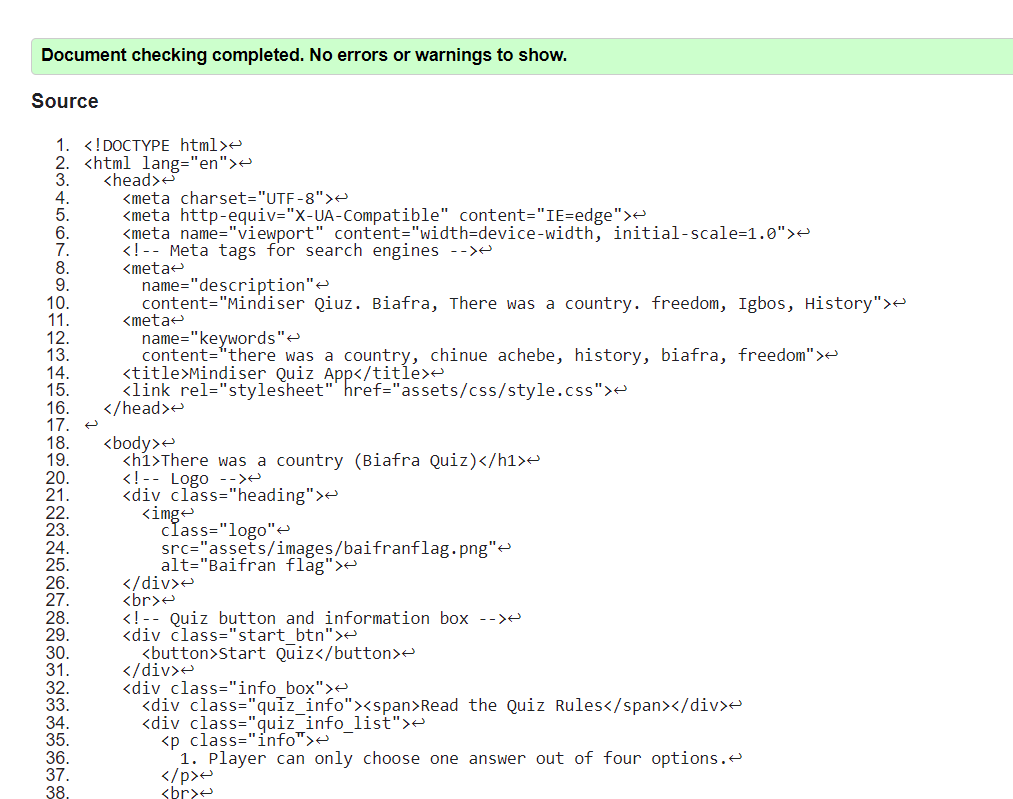 Document checking completed. No errors or warnings to show.
Source
1. <!DOCTYPE html>↩
2. <html lang="en">↩
3.   <head>↩
4.     <meta charset="UTF-8">↩
5.     <meta http-equiv="X-UA-Compatible" content="IE=edge">↩
6.     <meta name="viewport" content="width=device-width, initial-scale=1.0">↩
7.     <!-- Meta tags for search engines -->↩
8.     <meta↩
9.       name="description"↩
10.       content="Mindiser Qiuz. Biafra, There was a country. freedom, Igbos, History">↩
11.     <meta↩
12.       name="keywords"↩
13.       content="there was a country, chinue achebe, history, biafra, freedom">↩
14.     <title>Mindiser Quiz App</title>↩
15.     <link rel="stylesheet" href="assets/css/style.css">↩
16.   </head>↩
17. ↩
18.   <body>↩
19.     <h1>There was a country (Biafra Quiz)</h1>↩
20.     <!-- Logo -->↩
21.     <div class="heading">↩
22.       <img↩
23.         class="logo"↩
24.         src="assets/images/baifranflag.png"↩
25.         alt="Baifran flag">↩
26.     </div>↩
27.     <br>↩
28.     <!-- Quiz button and information box -->↩
29.     <div class="start_btn">↩
30.       <button>Start Quiz</button>↩
31.     </div>↩
32.     <div class="info_box">↩
33.       <div class="quiz_info"><span>Read the Quiz Rules</span></div>↩
34.       <div class="quiz_info_list">↩
35.         <p class="info">↩
36.           1. Player can only choose one answer out of four options.↩
37.         </p>↩
38.         <br>↩